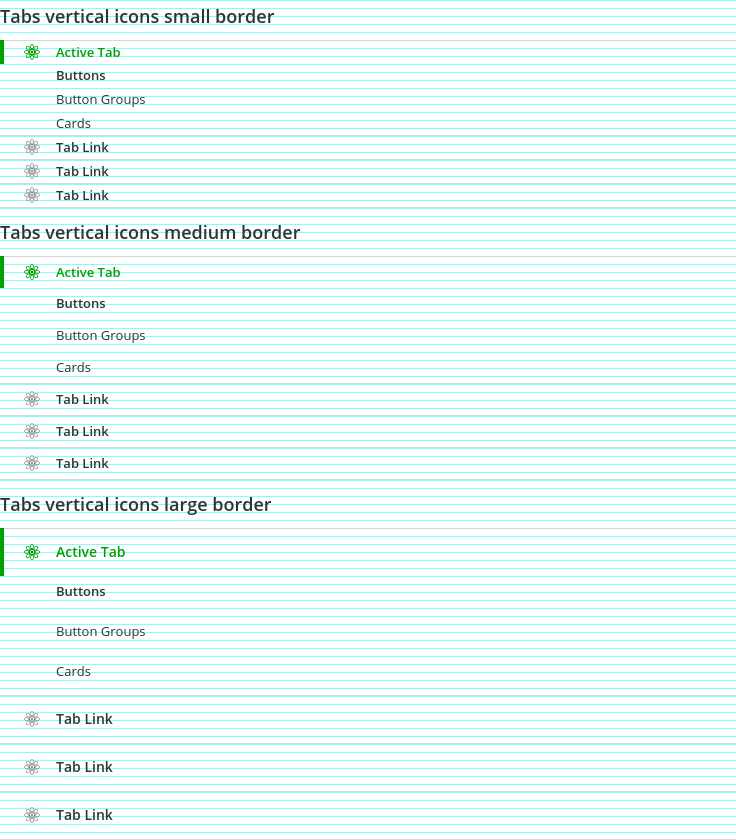 Tabs vertical icons small border
Active Tab
Buttons
Button Groups
Cards
Tab Link
Tab Link
Tab Link
Tabs vertical icons medium border
Active Tab
Buttons
Button Groups
Cards
Tab Link
Tab Link
Tab Link
Tabs vertical icons large border
Active Tab
Buttons
Button Groups
Cards
Tab Link
Tab Link
Tab Link